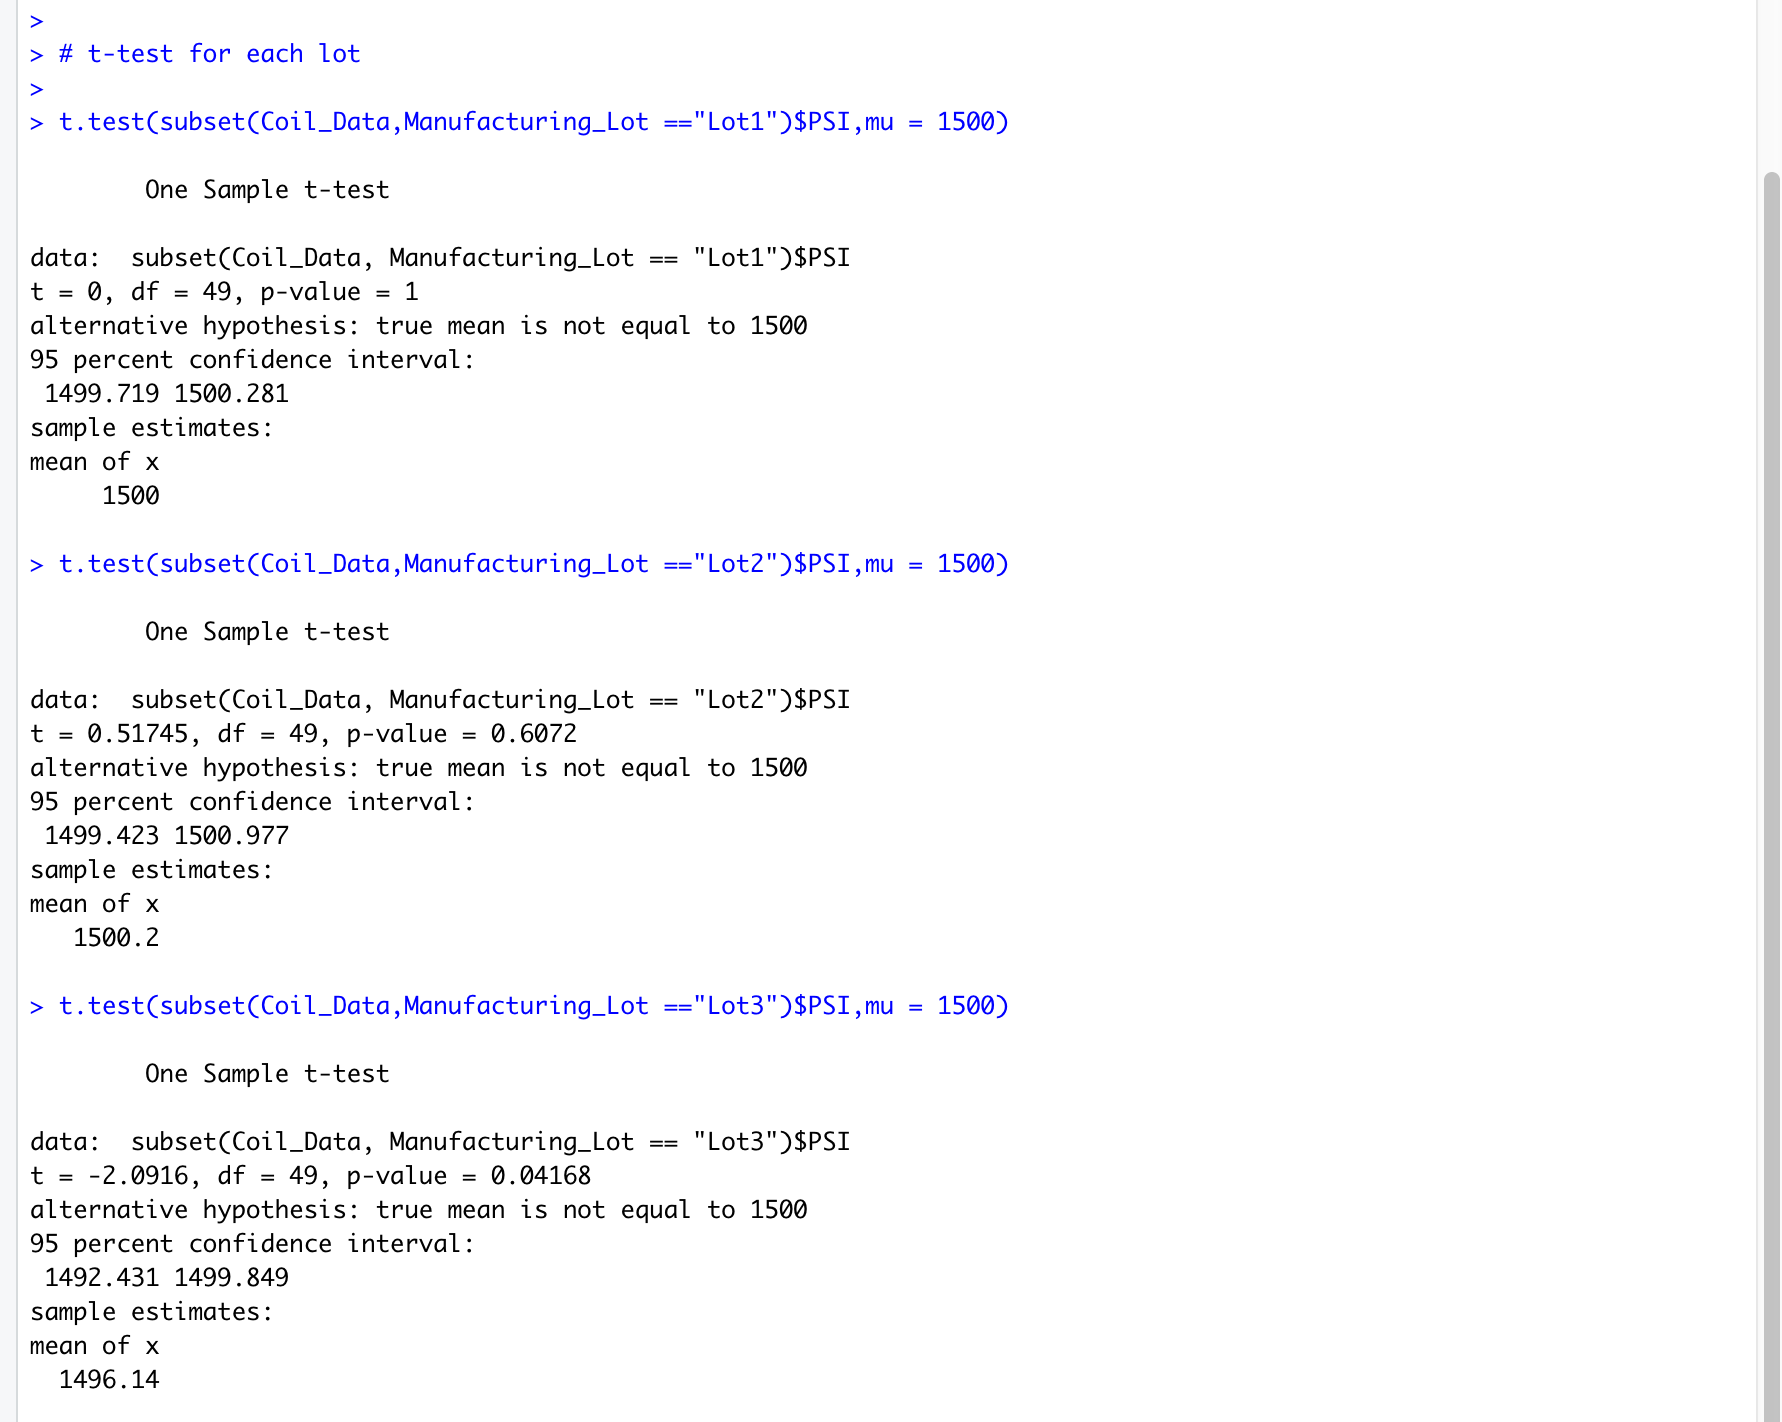 >
> # t-test for each lot
>
> t.test(subset(Coil_Data,Manufacturing_Lot =="Lot1")$PSI,mu = 1500)
One Sample t-test
data:  subset(Coil_Data, Manufacturing_Lot == "Lot1")$PSI
t = 0, df = 49, p-value = 1
alternative hypothesis: true mean is not equal to 1500
95 percent confidence interval:
1499.719 1500.281
sample estimates:
mean of x
1500
> t.test(subset(Coil_Data,Manufacturing_Lot =="Lot2")$PSI,mu = 1500)
One Sample t-test
data:  subset(Coil_Data, Manufacturing_Lot == "Lot2")$PSI
t = 0.51745, df = 49, p-value = 0.6072
alternative hypothesis: true mean is not equal to 1500
95 percent confidence interval:
1499.423 1500.977
sample estimates:
mean of x
1500.2
> t.test(subset(Coil_Data,Manufacturing_Lot =="Lot3")$PSI,mu = 1500)
One Sample t-test
data:  subset(Coil_Data, Manufacturing_Lot == "Lot3")$PSI
t = -2.0916, df = 49, p-value = 0.04168
alternative hypothesis: true mean is not equal to 1500
95 percent confidence interval:
1492.431 1499.849
sample estimates:
mean of x
1496.14